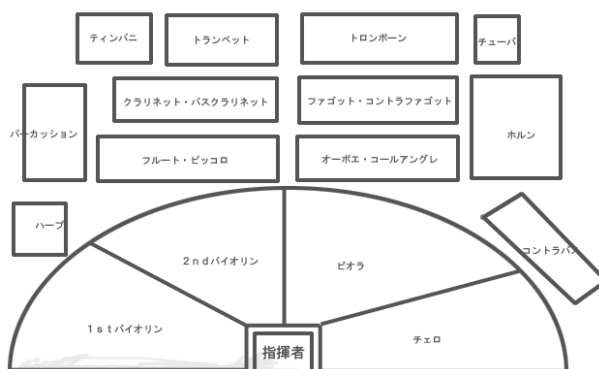 ティンパニ
トランペット
トロンボーン
チューバ
クラリネット・バスクラリネット
ファゴット・コントラファゴット
パーカッション
ホルン
フルート・ピッコロ
オーボエ・コールアングレ
ハープ
コントラバス
2ndバイオリン
ビオラ
1stバイオリン
チェロ
指揮者